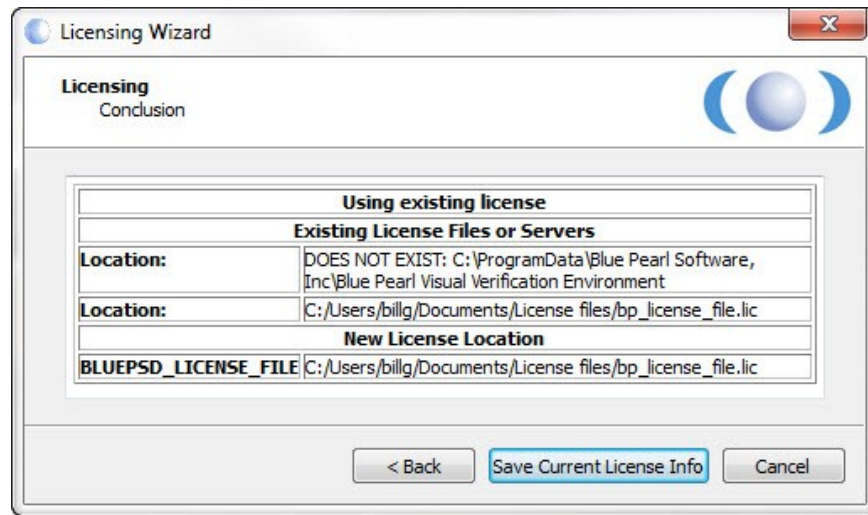 Licensing Wizard
Licensing
Conclusion
Using existing license
Existing License Files or Servers
Location:
DOES NOT EXIST: C:\ProgramData\Blue Pearl Software,
Inc\Blue Pearl Visual Verification Environment
Location:
C:/Users/billg/Documents/License files/bp_license_file.lic
New License Location
BLUEPSD_LICENSE_FILE C:/Users/billg/Documents/License files/bp_license_file.lic
< Back
Save Current License Info
Cancel